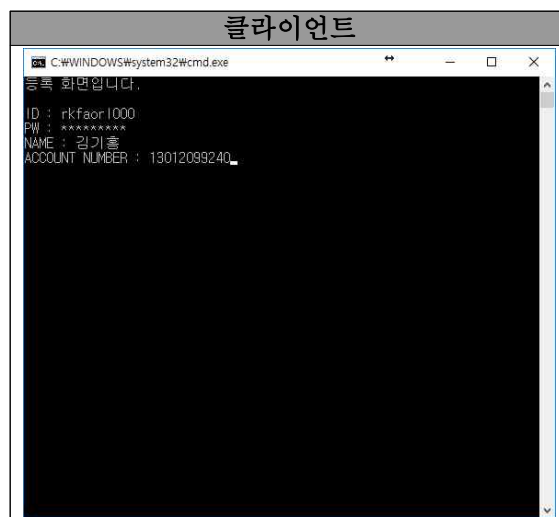 클라이언트
C:₩WINDOWS₩system32₩cmd.exe
등록 화면입니다.
ID : rkfaorl000
PW : *********
NAME : 김기홍
ACCOUNT NUMBER : 13012099240